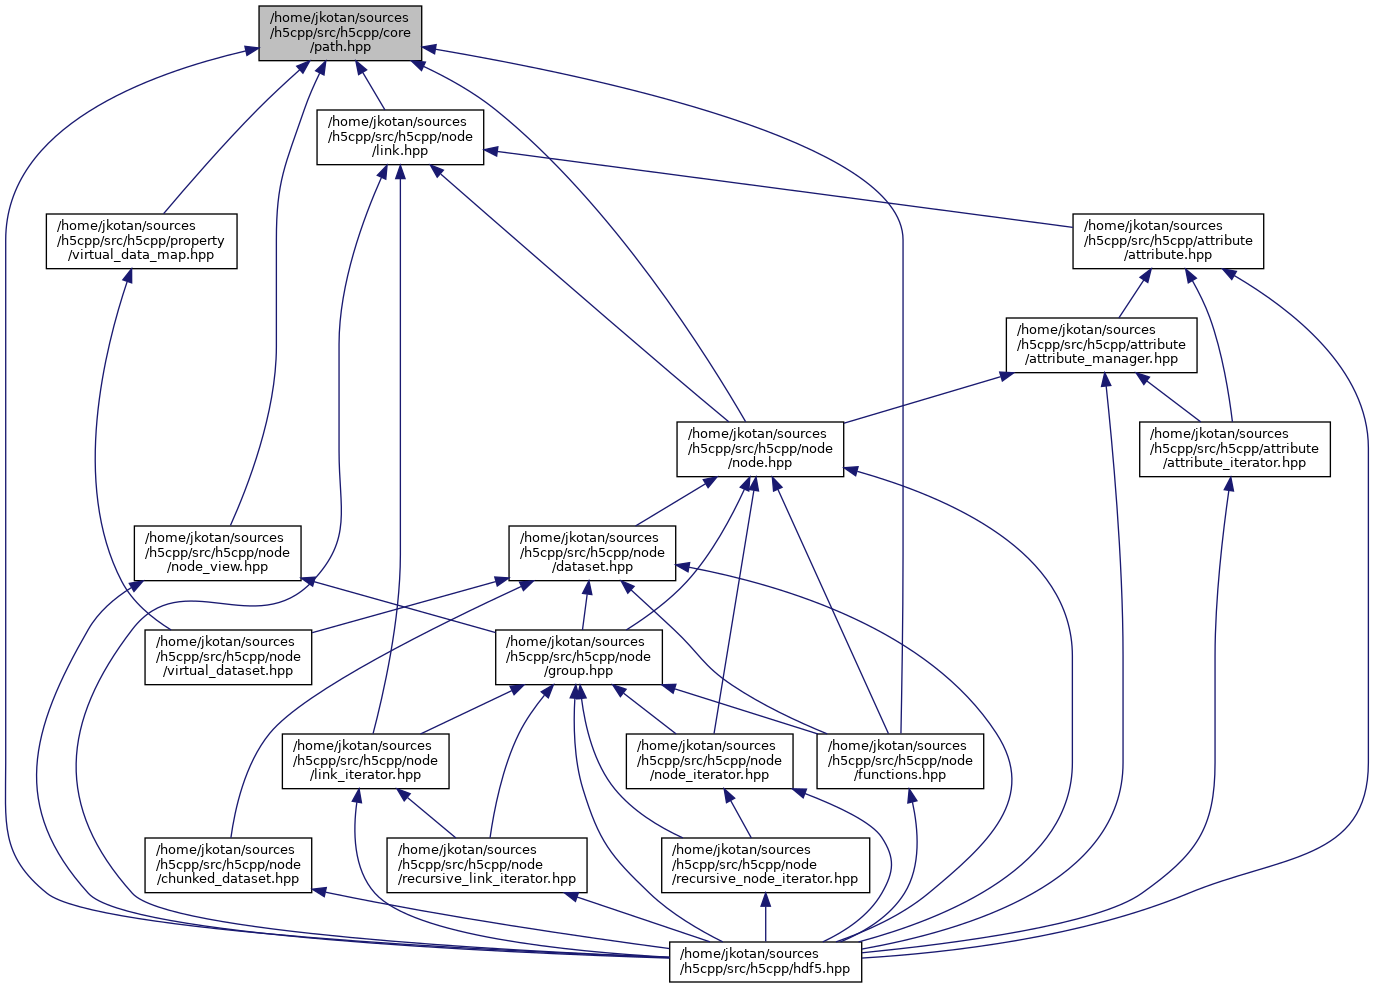 /home/jkotan/sources
/h5cpp/src/h5cpp/core
/path.hpp
/home/jkotan/sources
/h5cpp/src/h5cpp/node
/link.hpp
/home/jkotan/sources
/h5cpp/src/h5cpp/property
/virtual_data_map.hpp
/home/jkotan/sources
/h5cpp/src/h5cpp/attribute
/attribute.hpp
/home/jkotan/sources
/h5cpp/src/h5cpp/attribute
/attribute_manager.hpp
/home/jkotan/sources
/h5cpp/src/h5cpp/node
/node.hpp
/home/jkotan/sources
/h5cpp/src/h5cpp/attribute
/attribute_iterator.hpp
/home/jkotan/sources
/h5cpp/src/h5cpp/node
/node_view.hpp
/home/jkotan/sources
/h5cpp/src/h5cpp/node
/dataset.hpp
/home/jkotan/sources
/h5cpp/src/h5cpp/node
/virtual_dataset.hpp
/home/jkotan/sources
/h5cpp/src/h5cpp/node
/group.hpp
/home/jkotan/sources
/h5cpp/src/h5cpp/node
/link_iterator.hpp
/home/jkotan/sources
/h5cpp/src/h5cpp/node
/node_iterator.hpp
/home/jkotan/sources
/h5cpp/src/h5cpp/node
/functions.hpp
/home/jkotan/sources
/h5cpp/src/h5cpp/node
/chunked_dataset.hpp
/home/jkotan/sources
/h5cpp/src/h5cpp/node
/recursive_link_iterator.hpp
/home/jkotan/sources
/h5cpp/src/h5cpp/node
/recursive_node_iterator.hpp
/home/jkotan/sources
/h5cpp/src/h5cpp/hdf5.hpp